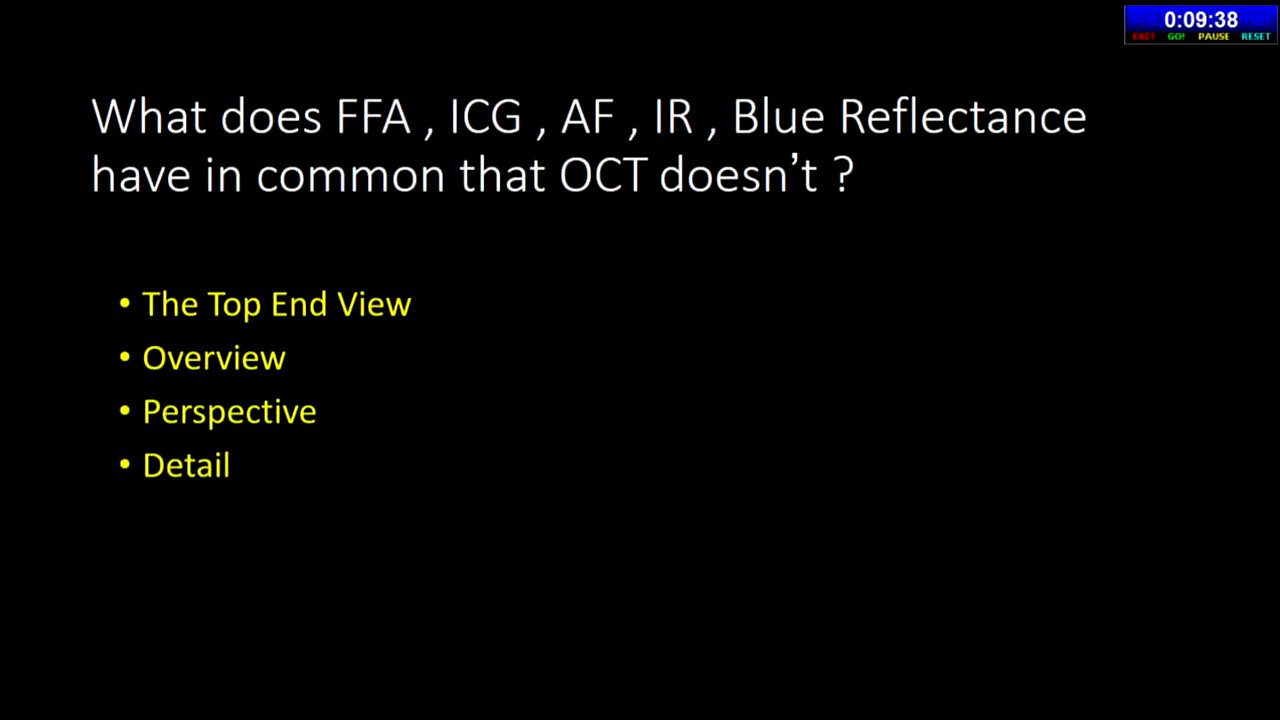 0:09:38
EXIT GO! PAUSE RESET
What does FFA , ICG , AF , IR , Blue Reflectance
have in common that OCT doesn’t ?
• The Top End View
• Overview
• Perspective
• Detail